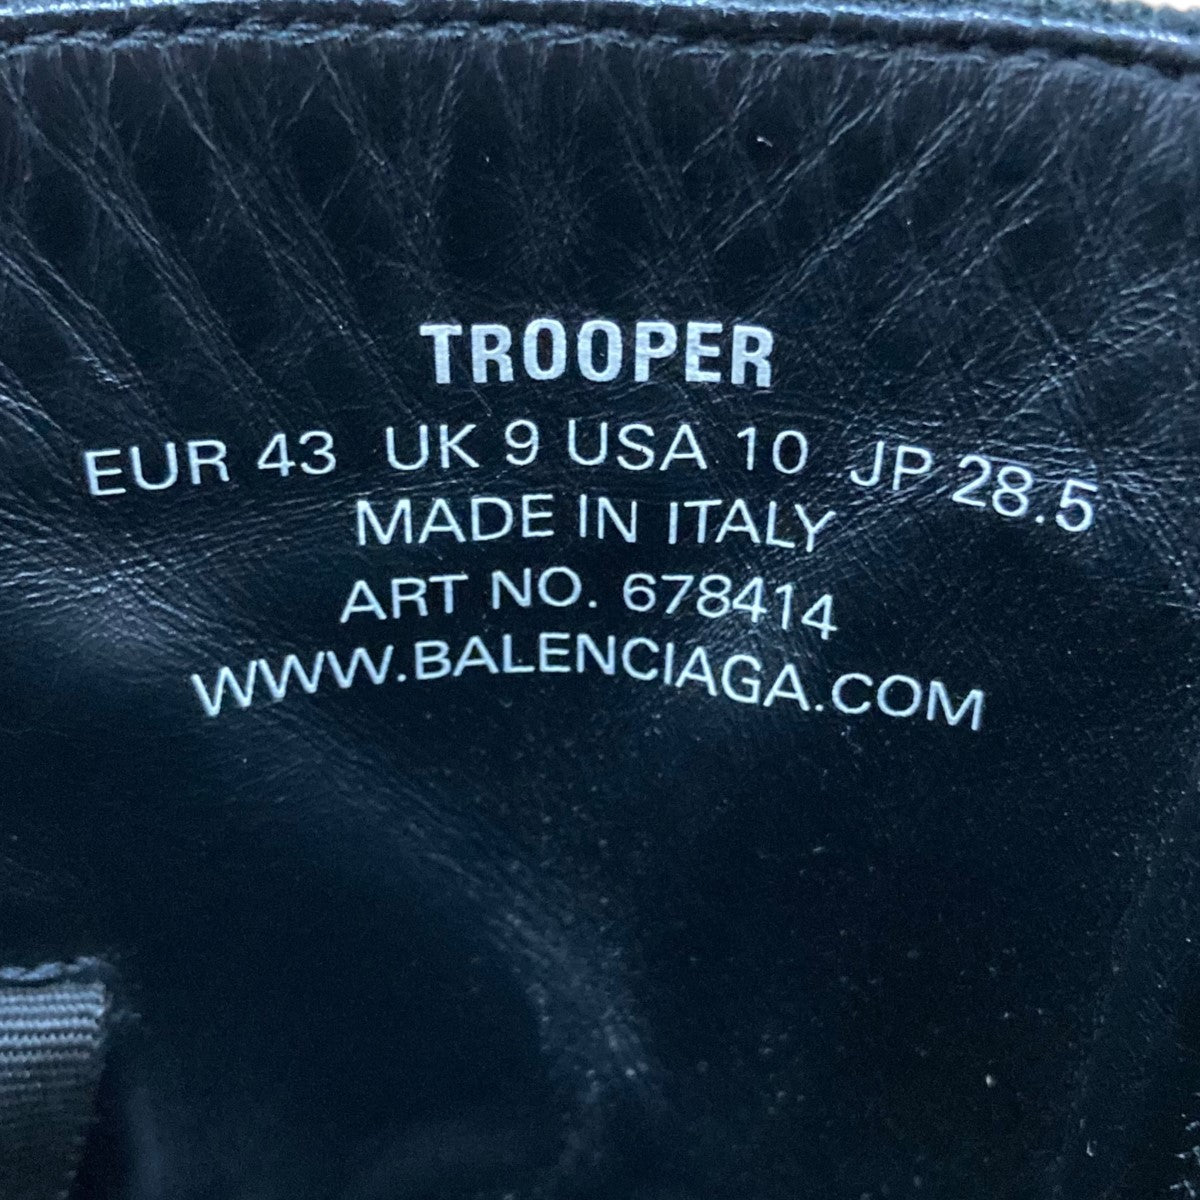 TROOPER
EUR 43 UK 9 USA 10 JP 28.5
MADE IN ITALY
ART NO. 678414
WWW.BALENCIAGA.COM